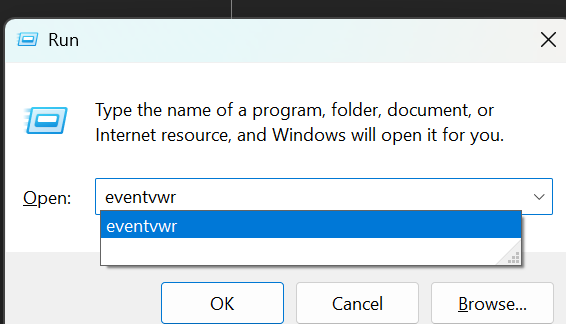 Run
Type the name of a program, folder, document, or
Internet resource, and Windows will open it for you.
Open: eventvwr
eventvwr
OK Cancel Browse...